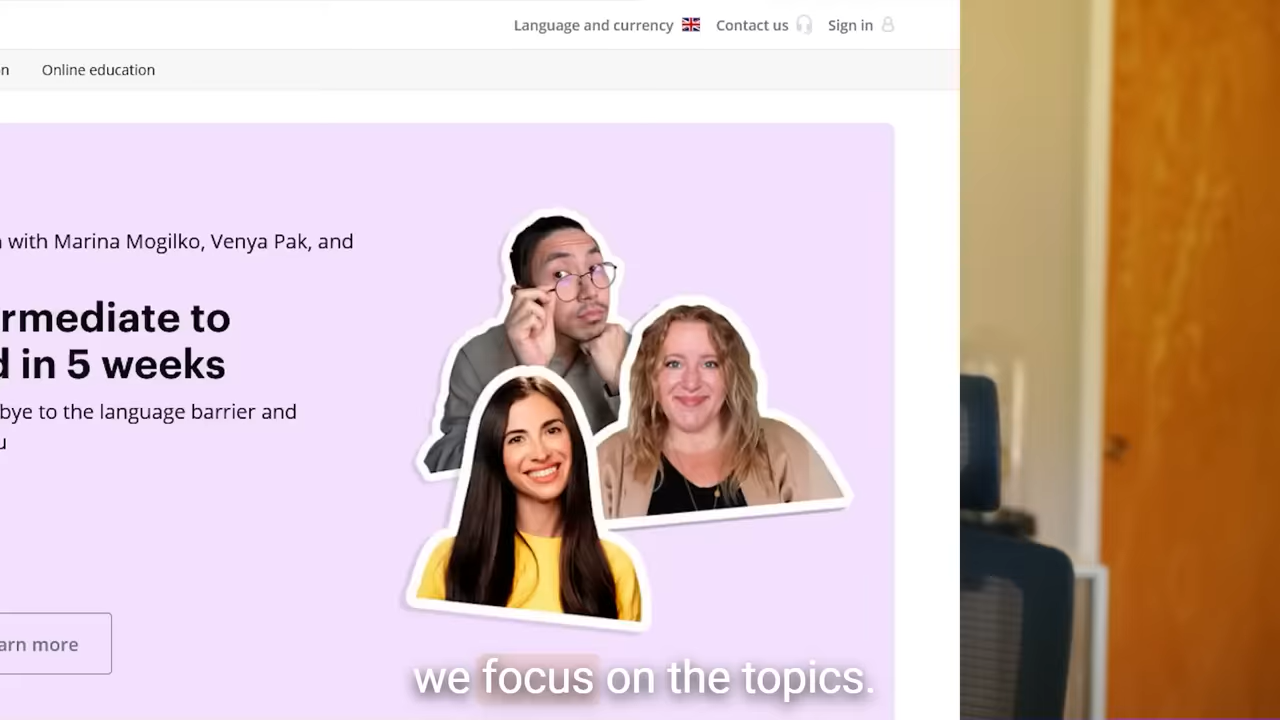 Language and currency
Contact us
Sign in
n
Online education
with Marina Mogilko, Venya Pak, and
rmediate to
d in 5 weeks
bye to the language barrier and
u
arn more
we focus on the topics.